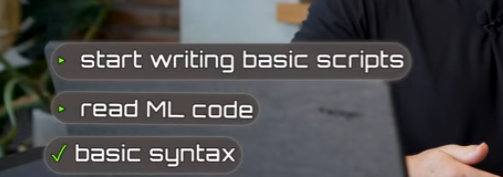 start writing basic scripts
read ML code
✓ basic syntax